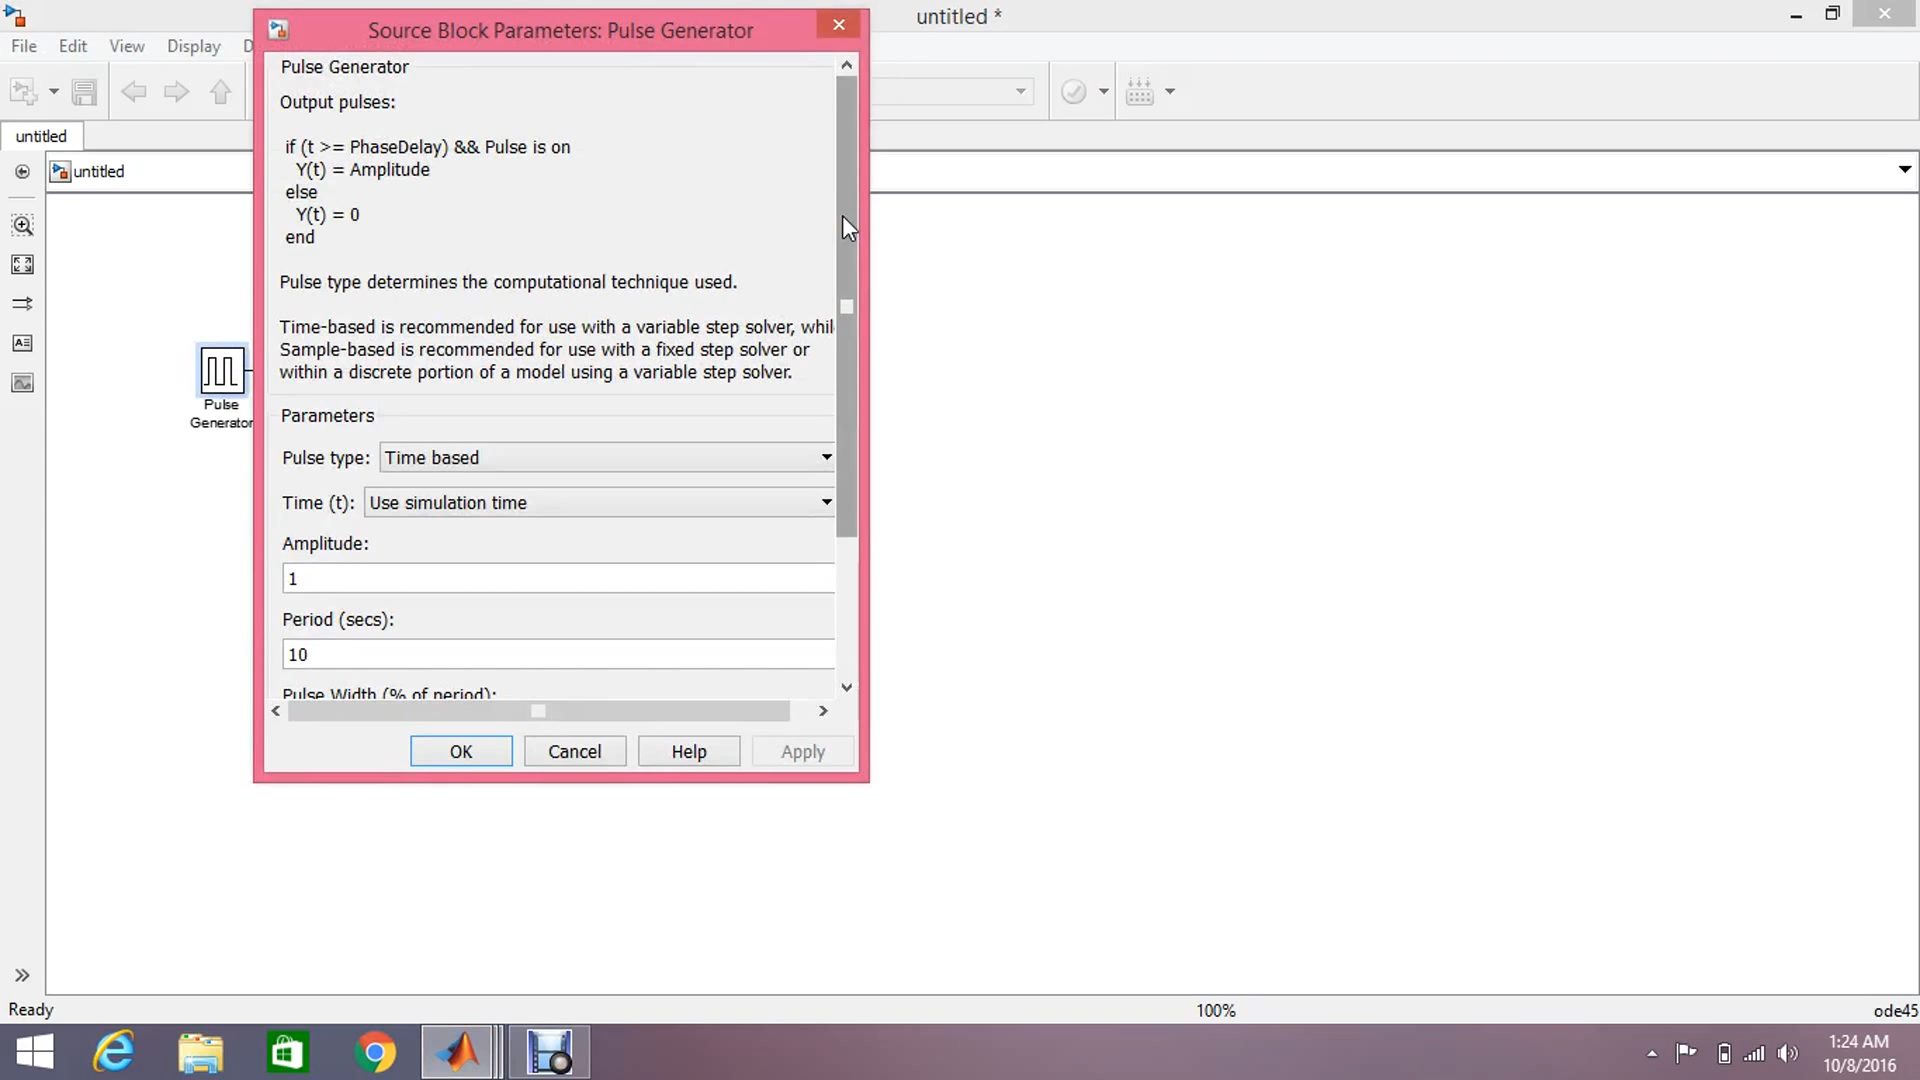 untitled *
Source Block Parameters: Pulse Generator
File Edit View Display D
untitled
untitled
Pulse Generator
Output pulses:
if (t >= PhaseDelay) && Pulse is on
Y(t) = Amplitude
else
Y(t) = 0
end
Pulse type determines the computational technique used.
Time-based is recommended for use with a variable step solver, whil
Sample-based is recommended for use with a fixed step solver or
within a discrete portion of a model using a variable step solver.
Parameters
Pulse type: Time based
Time (t): Use simulation time
Amplitude:
1
Period (secs):
10
Pulse Width (% of period):
OK Cancel Help Apply
Pulse
Generator
Ready 100% ode45
1:24 AM
10/8/2016